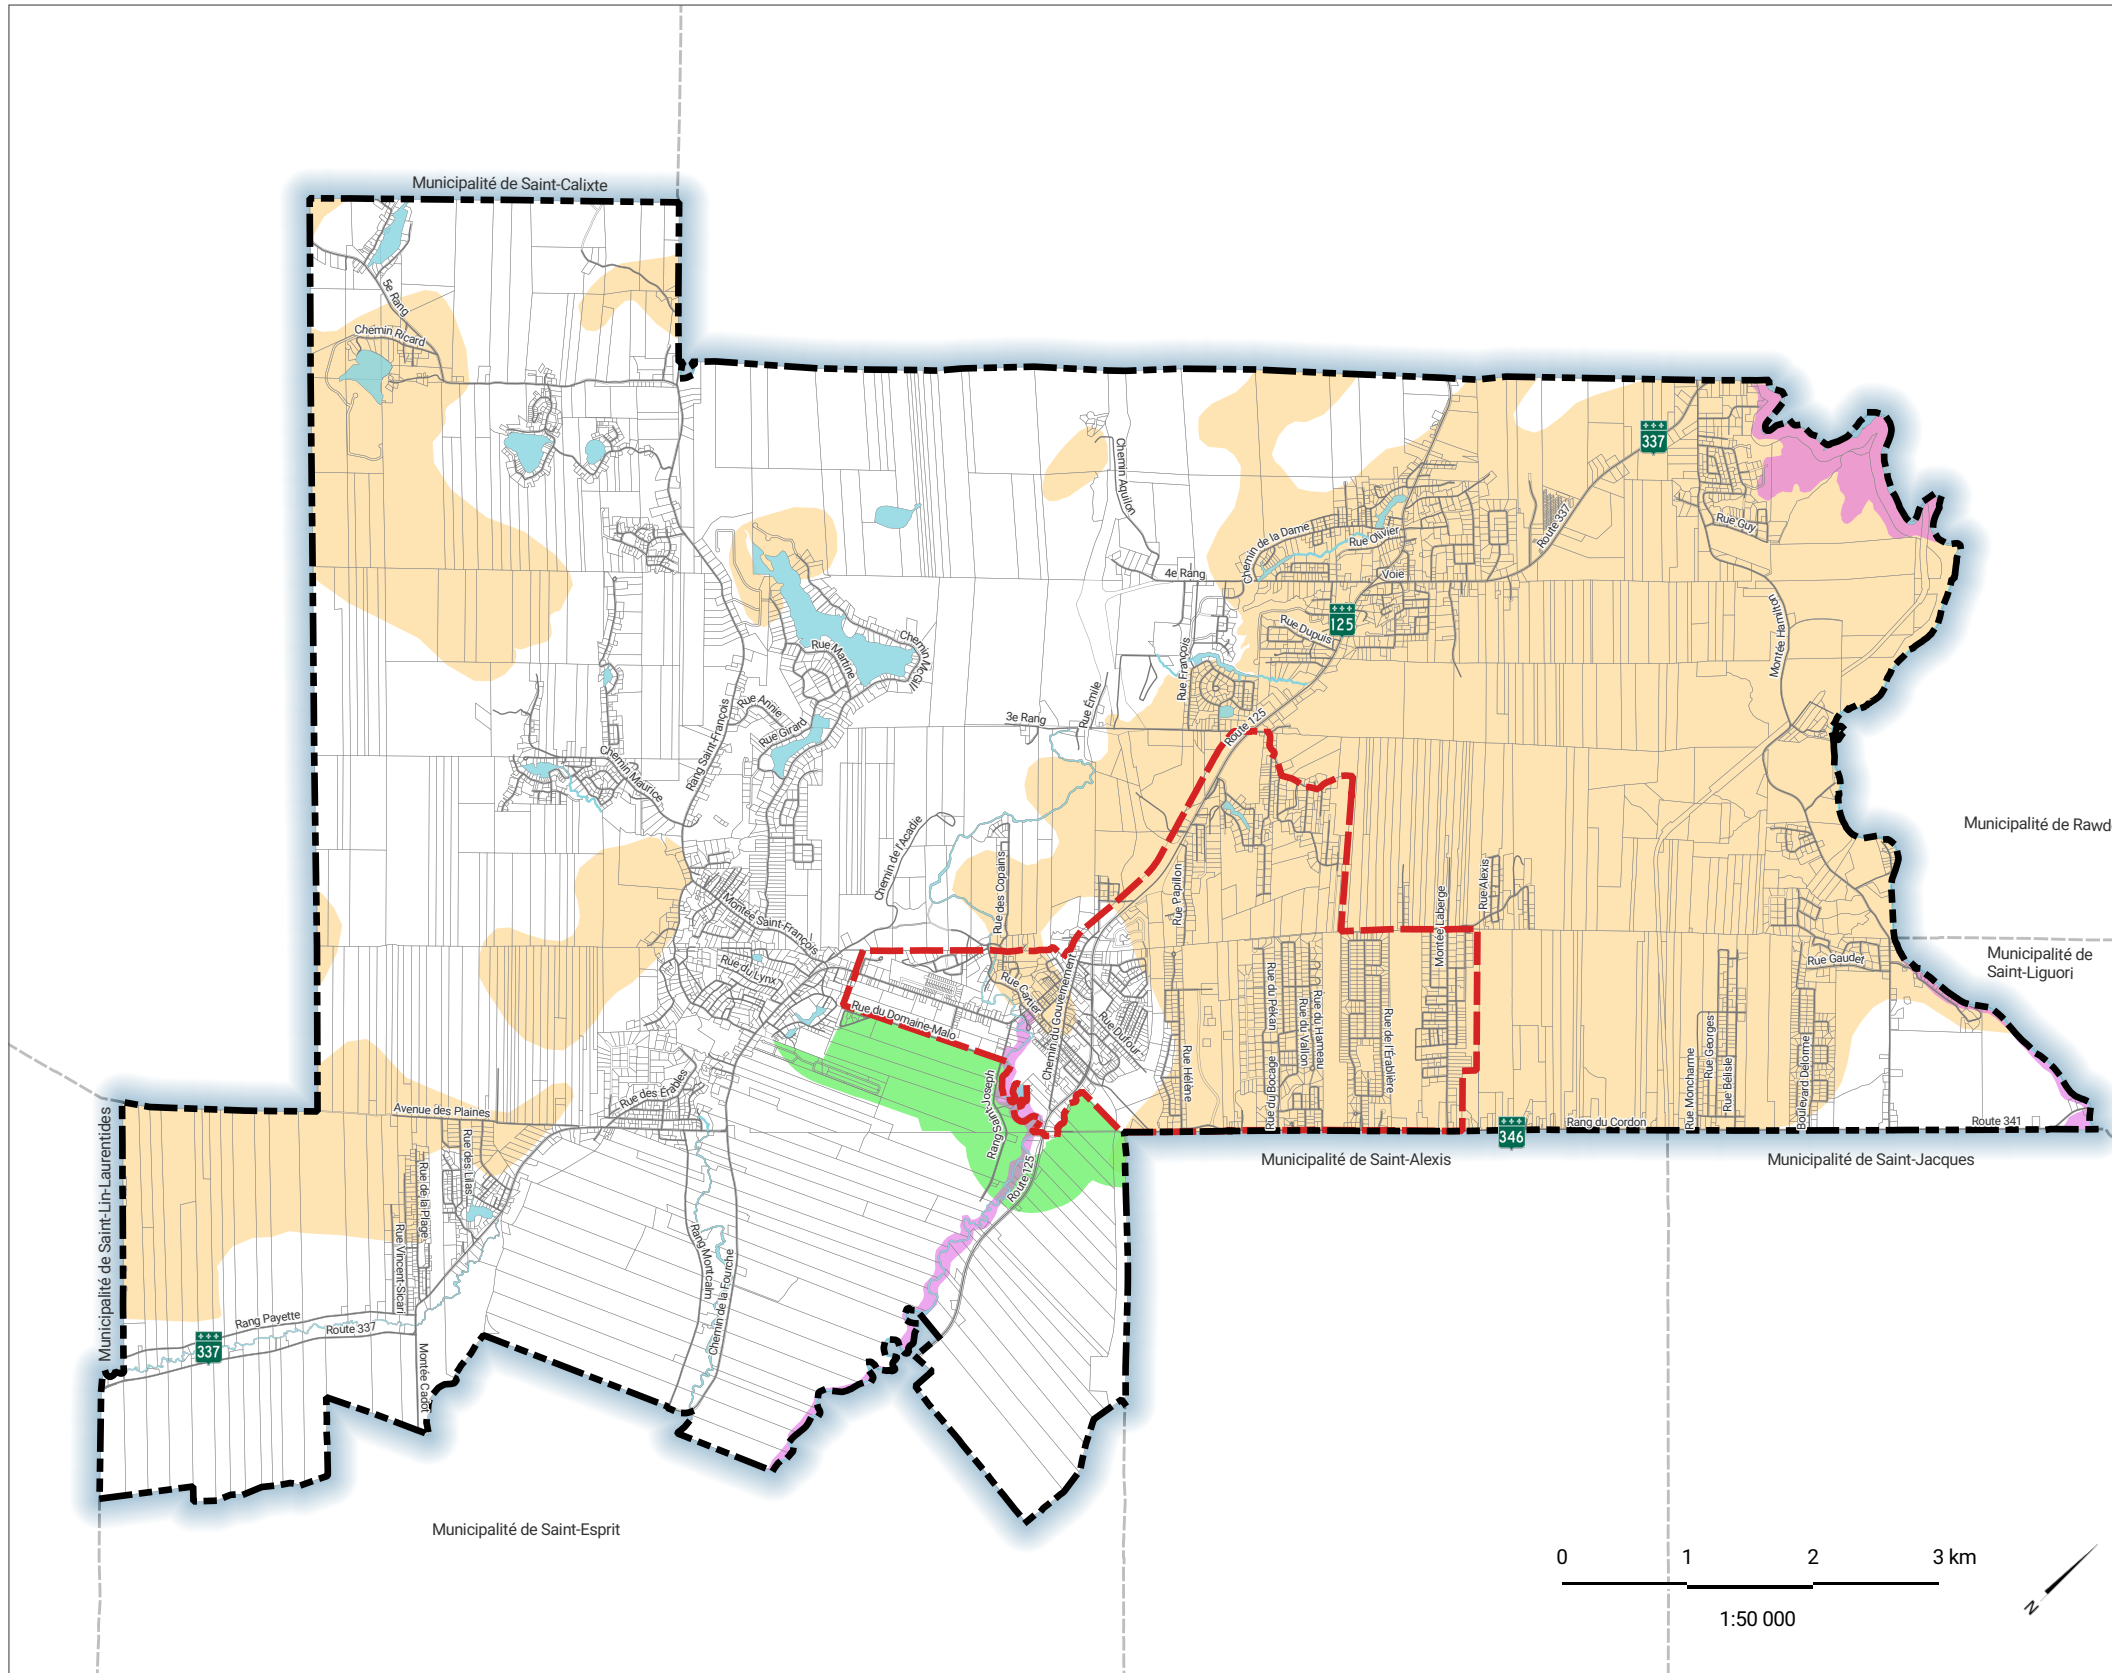 Municipalité de Saint-Calixte
5e Rang
Chemin Ricard
337
Chemin Aquilon
Rue Guy
Route 337
Chemin de la Dame
Rue Olivier
4e Rang
Voie
125
Rue Dupuis
Montée Hamilton
Rue François
Chemin McGill
Rue Martine
Rue Annie
Rue Girard
Rang Saint-François
3e Rang
Rue Émile
Route 125
Chemin Maurice
Chemin de l'Acadie
Rue des Copains
Rue Papillon
Montée Laberge
Rue Alexis
Municipalité de Rawd
Montée Saint-François
Rue du Lynx
Municipalité de
Saint-Liguori
Rue Gaudet
Rue Cartier
Rue du Domaine-Malo
Chemin du Gouvernement
Rue Dufour
Rue Hélène
Rue du Pékan
Rue du Bocage
Rue du Vallon
Rue du Hameau
Rue de l'Érablière
Rue Moncharme
Rue Georges
Rue Bélisle
Boulevard Delorme
Rang Saint-Joseph
Rue des Érables
Avenue des Plaines
Rang du Cordon
346
Route 341
Municipalité de Saint-Alexis
Municipalité de Saint-Jacques
Municipalité de Saint-Lin-Laurentides
Rue des Lilas
Rue de la Plage
Rue Vincent-Sicari
Route 125
Rang Montcalm
Chemin de la Fourche
Rang Payette
Route 337
337
Montée Cadot
Municipalité de Saint-Esprit
0 1 2 3 km
1:50 000
N